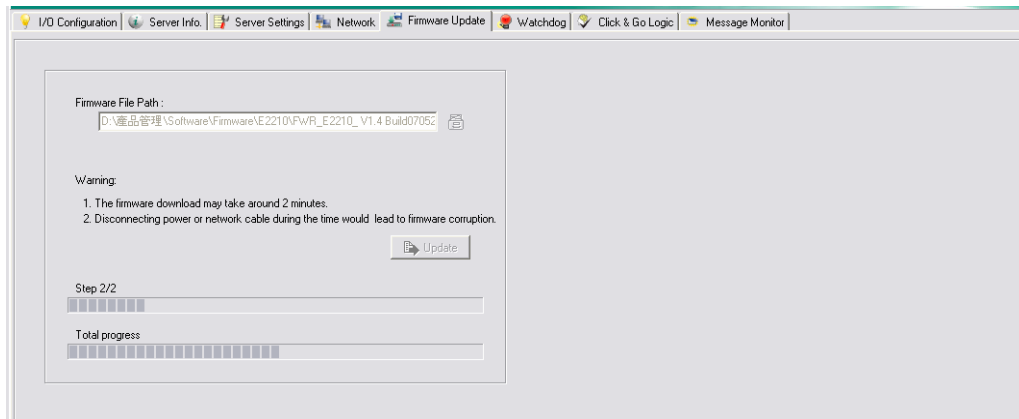 I/O Configuration Server Info. Server Settings Network Firmware Update Watchdog Click & Go Logic Message Monitor
Firmware File Path :
D:\產品管理\Software\Firmware\E2210\FWR_E2210_ V1.4 Build07052
Warning:
1. The firmware download may take around 2 minutes.
2. Disconnecting power or network cable during the time would lead to firmware corruption.
Update
Step 2/2
Total progress